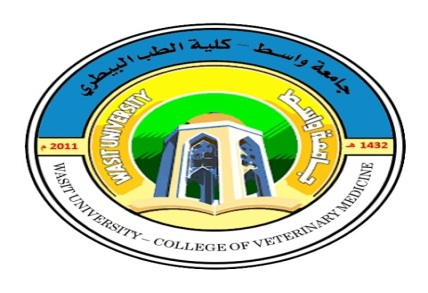 جامعة واسط - كلية الطب البيطري
WASIT UNIVERSITY
جامعة واسط
2011 م
1432 هـ
WASIT UNIVERSITY – COLLEGE OF VETERINARY MEDICINE